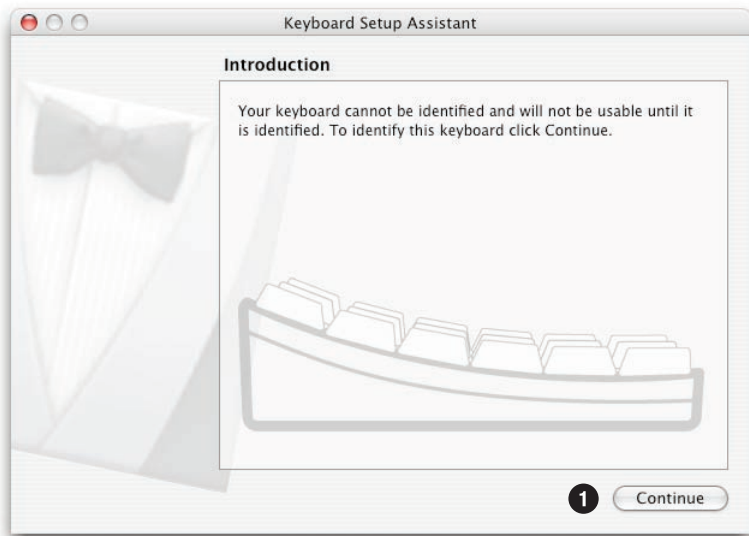 Keyboard Setup Assistant
Introduction
Your keyboard cannot be identified and will not be usable until it
is identified. To identify this keyboard click Continue.
1 Continue